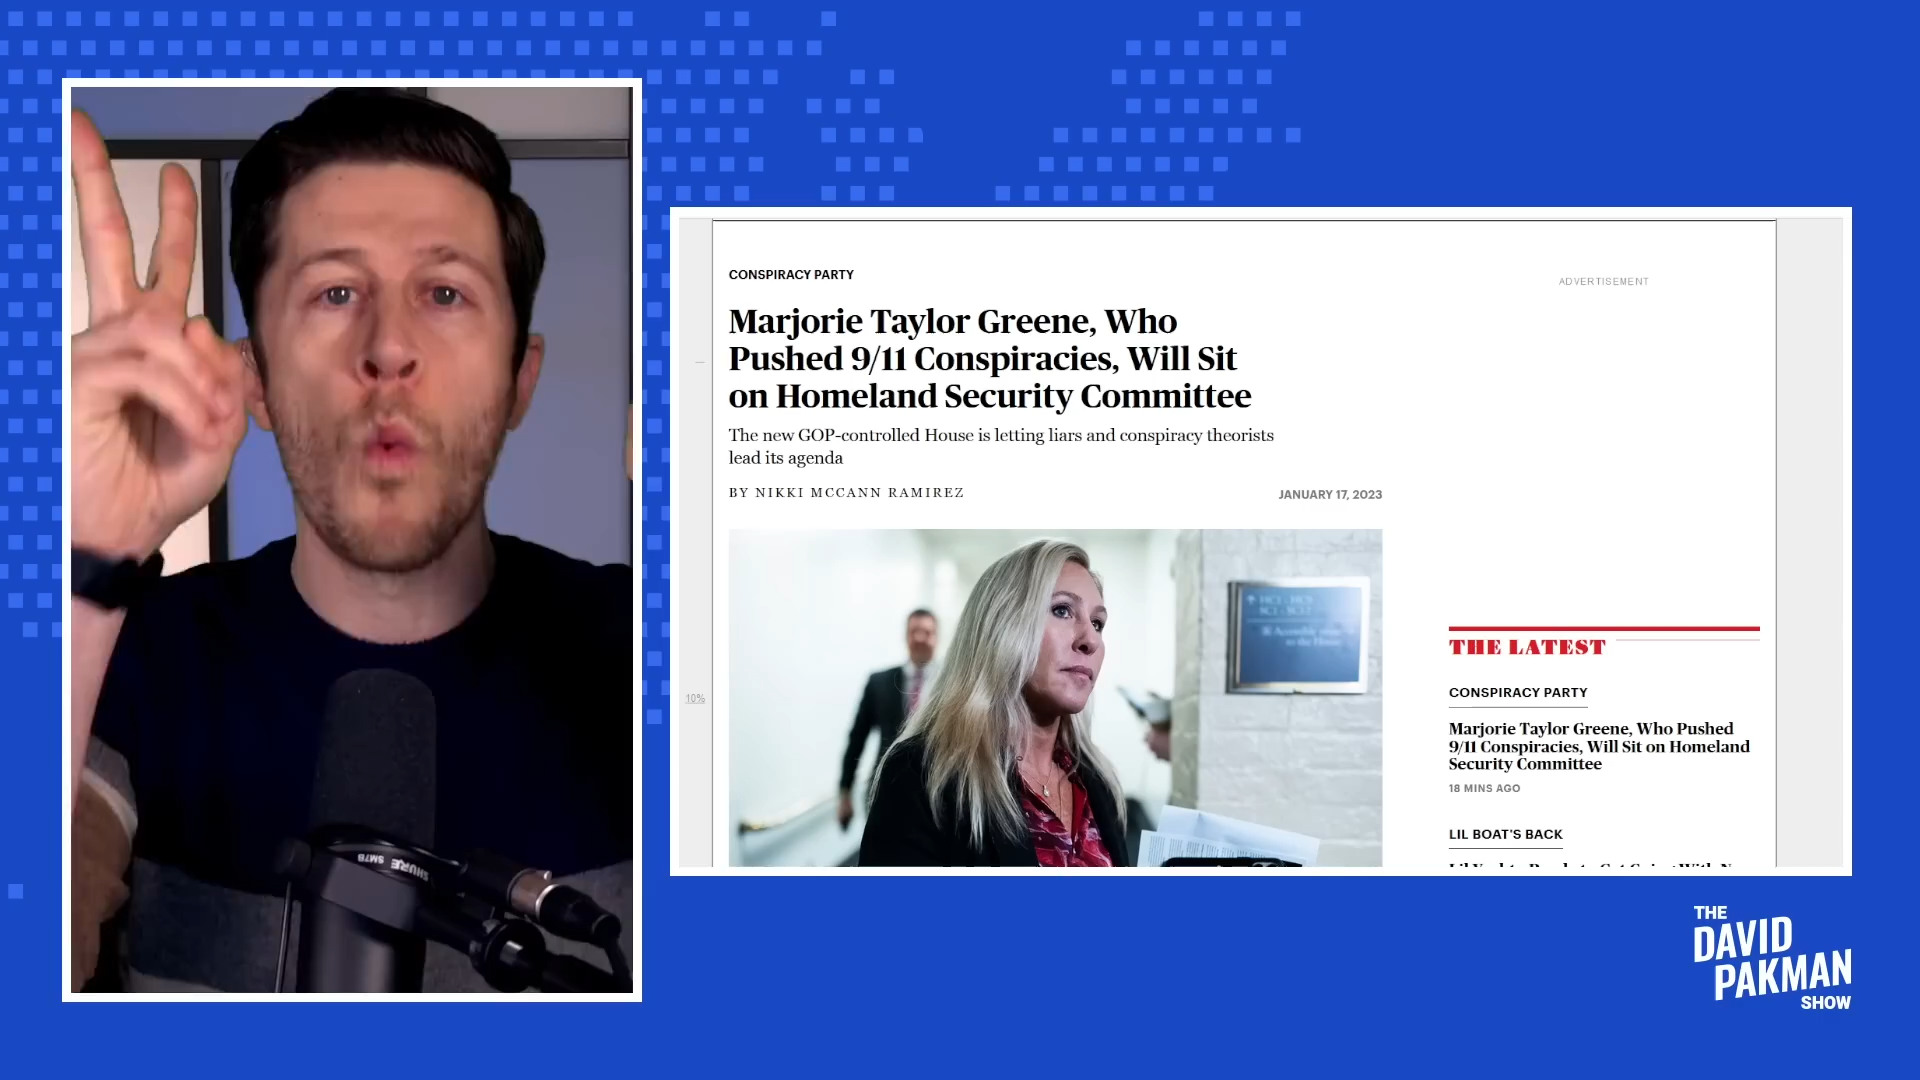 CONSPIRACY PARTY
Marjorie Taylor Greene, Who
Pushed 9/11 Conspiracies, Will Sit
on Homeland Security Committee
The new GOP-controlled House is letting liars and conspiracy theorists
lead its agenda
BY NIKKI MCCANN RAMIREZ
JANUARY 17, 2023
ADVERTISEMENT
10%
THE LATEST
CONSPIRACY PARTY
Marjorie Taylor Greene, Who Pushed
9/11 Conspiracies, Will Sit on Homeland
Security Committee
18 MINS AGO
LIL BOAT'S BACK
SHURE
SM7B
THE
DAVID
PAKMAN
SHOW